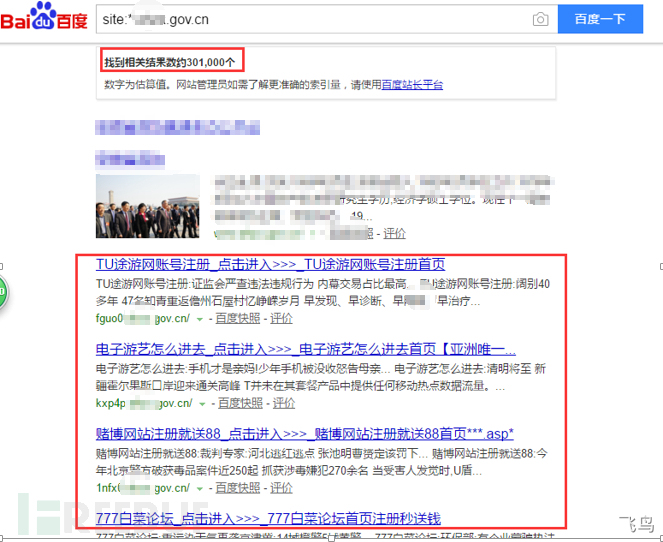 Bai du 百度
site:* .gov.cn
百度一下
找到相关结果数约301,000个
数字为估算值。网站管理员如需了解更准确的索引量，请使用百度站长平台
研究生学历,经济学硕士学位。现任十
19...
评价
TU途游网账号注册_点击进入>>>_TU途游网账号注册首页
TU途游网账号注册:证监会严查违法违规行为 内幕交易占比最高。 TU途游网账号注册:阔别40
多年 47名知青重返儋州石屋村忆峥嵘岁月 早发现、早诊断、早 早治疗...
fguo0 gov.cn/ - 百度快照 - 评价
电子游艺怎么进去_点击进入>>>_电子游艺怎么进去首页【亚洲唯一...
电子游艺怎么进去:手机才是亲妈!少年手机被没收怒告母亲... 电子游艺怎么进去:清明将至 新
疆霍尔果斯口岸迎来通关高峰 T并未在其套餐产品中提供任何移动热点数据流量。...
kxp4p gov.cn/ - 百度快照 - 评价
赌博网站注册就送88_点击进入>>>_赌博网站注册就送88首页***.asp*
赌博网站注册就送88:裁判专家:河北逃红逃点 张池明曹赟定该罚下... 赌博网站注册就送88:今
年北京警方破获毒品案件近250起 抓获涉毒嫌犯270余名 当受害人发觉时,U盾...
1nfx0 gov.cn/ - 百度快照 - 评价
777白菜论坛_点击进入>>>_777白菜论坛首页注册秒送钱
FREEBUF
飞鸟